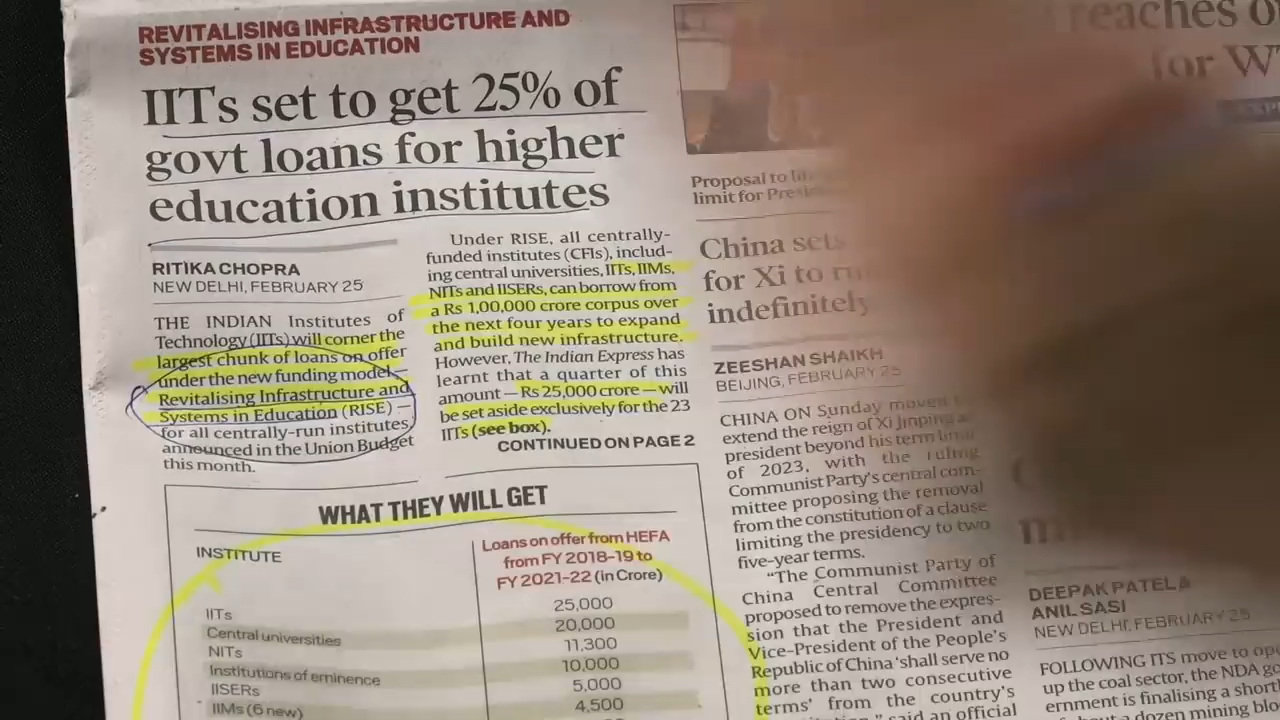 REVITALISING INFRASTRUCTURE AND
SYSTEMS IN EDUCATION
IITs set to get 25% of
govt loans for higher
education institutes
RITIKA CHOPRA
NEW DELHI, FEBRUARY 25
THE INDIAN Institutes of
Technology (IITs) will corner the
largest chunk of loans on offer
under the new funding model —
Revitalising Infrastructure and
Systems in Education (RISE) —
for all centrally-run institutes
announced in the Union Budget
this month.
Under RISE, all centrally-
funded institutes (CFIs), includ-
ing central universities, IITs, IIMs,
NITs and IISERs, can borrow from
a Rs 1,00,000 crore corpus over
the next four years to expand
and build new infrastructure.
However, The Indian Express has
learnt that a quarter of this
amount — Rs 25,000 crore — will
be set aside exclusively for the 23
IITs (see box).
CONTINUED ON PAGE 2
WHAT THEY WILL GET
INSTITUTE
Loans on offer from HEFA
from FY 2018-19 to
FY 2021-22 (in Crore)
IITs 25,000
Central universities 20,000
NITs 11,300
Institutions of eminence 10,000
IISERs 5,000
IIMs (6 new) 4,500
reaches
for
Proposal to
limit for
China sets
for Xi to
indefinitely
ZEESHAN SHAIKH
BEIJING, FEBRUARY 25
CHINA ON Sunday moved
extend the reign of Xi Jinping as
president beyond his term limit
of 2023, with the ruling
Communist Party's central com-
mittee proposing the removal
from the constitution of a clause
limiting the presidency to two
five-year terms.
"The Communist Party of
China Central Committee
proposed to remove the expres-
sion that the President and
Vice-President of the People's
Republic of China 'shall serve no
more than two consecutive
terms' from the country's
said an official
DEEPAK PATEL &
ANIL SASI
NEW DELHI, FEBRUARY 25
FOLLOWING ITS move to
up the coal sector, the NDA
ernment is finalising a
dozen mining